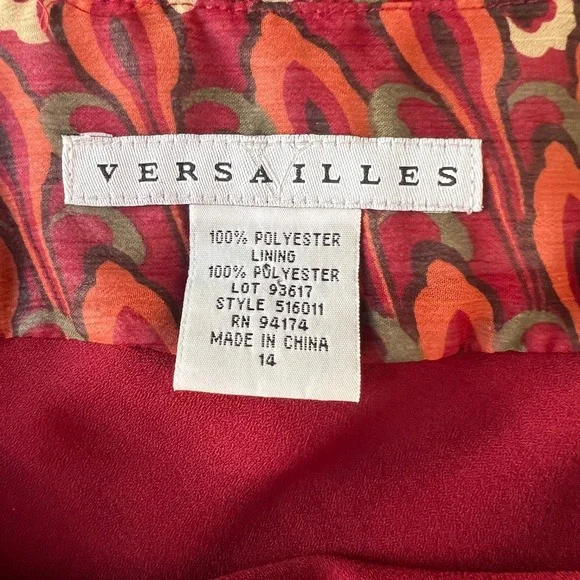 VERSAILLES
100% POLYESTER
LINING
100% POLYESTER
LOT 93617
STYLE 516011
RN 94174
MADE IN CHINA
14